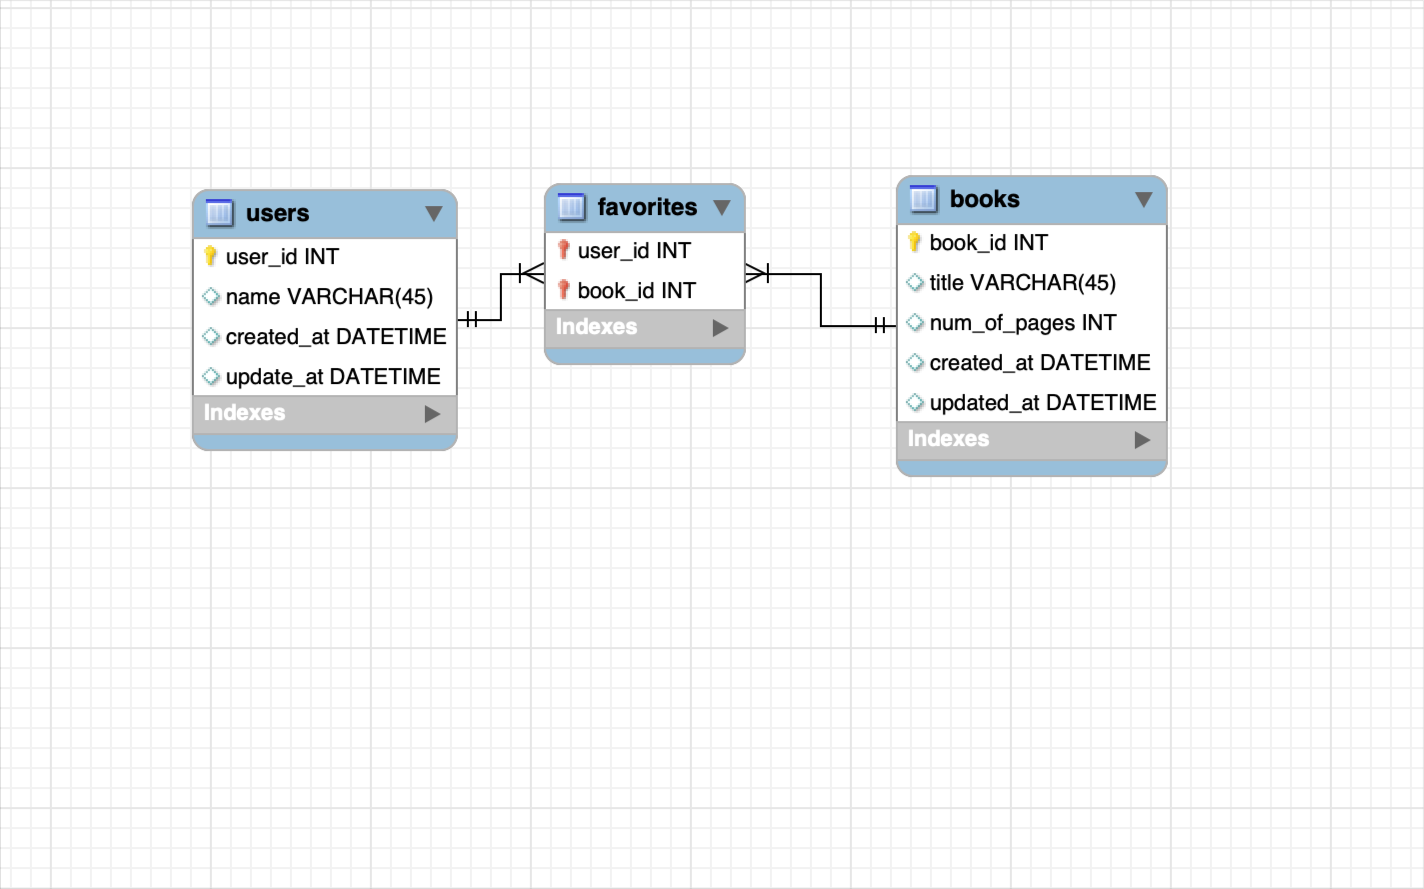 users
user_id INT
name VARCHAR(45)
created_at DATETIME
update_at DATETIME
Indexes
favorites
user_id INT
book_id INT
Indexes
books
book_id INT
title VARCHAR(45)
num_of_pages INT
created_at DATETIME
updated_at DATETIME
Indexes